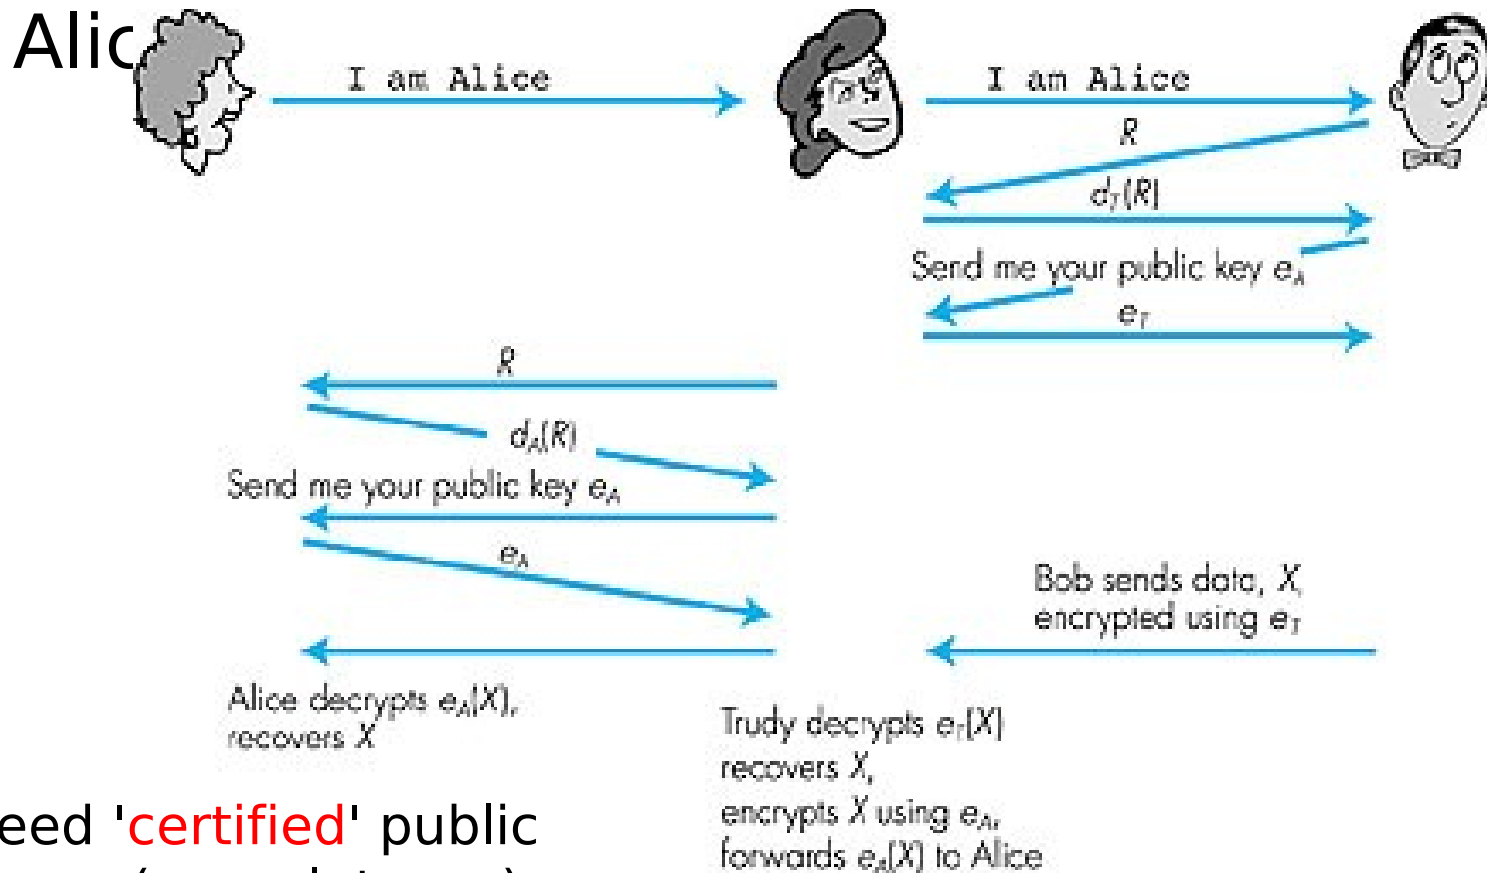 Alic
I am Alice
I am Alice
R
d_T(R)
Send me your public key e_A
e_T
R
d_A(R)
Send me your public key e_A
e_A
Bob sends data, X,
encrypted using e_T
Alice decrypts e_A(X),
recovers X
Trudy decrypts e_T(X)
recovers X,
encrypts X using e_A,
forwards e_A(X) to Alice
eed 'certified' public